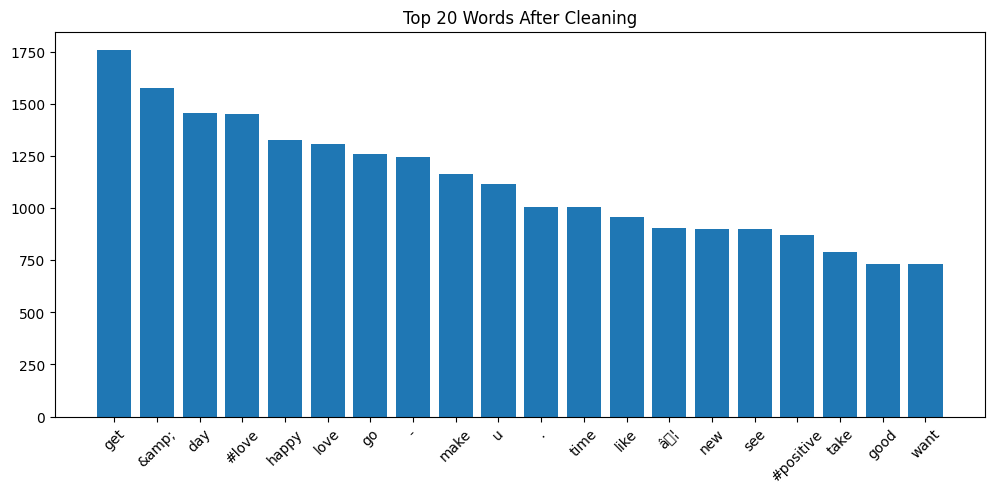 Top 20 Words After Cleaning
1750
1500
1250
1000
750
500
250
0
get
&amp;
day
#love
happy
love
go
-
make
u
.
time
like
new
see
#positive
take
good
want